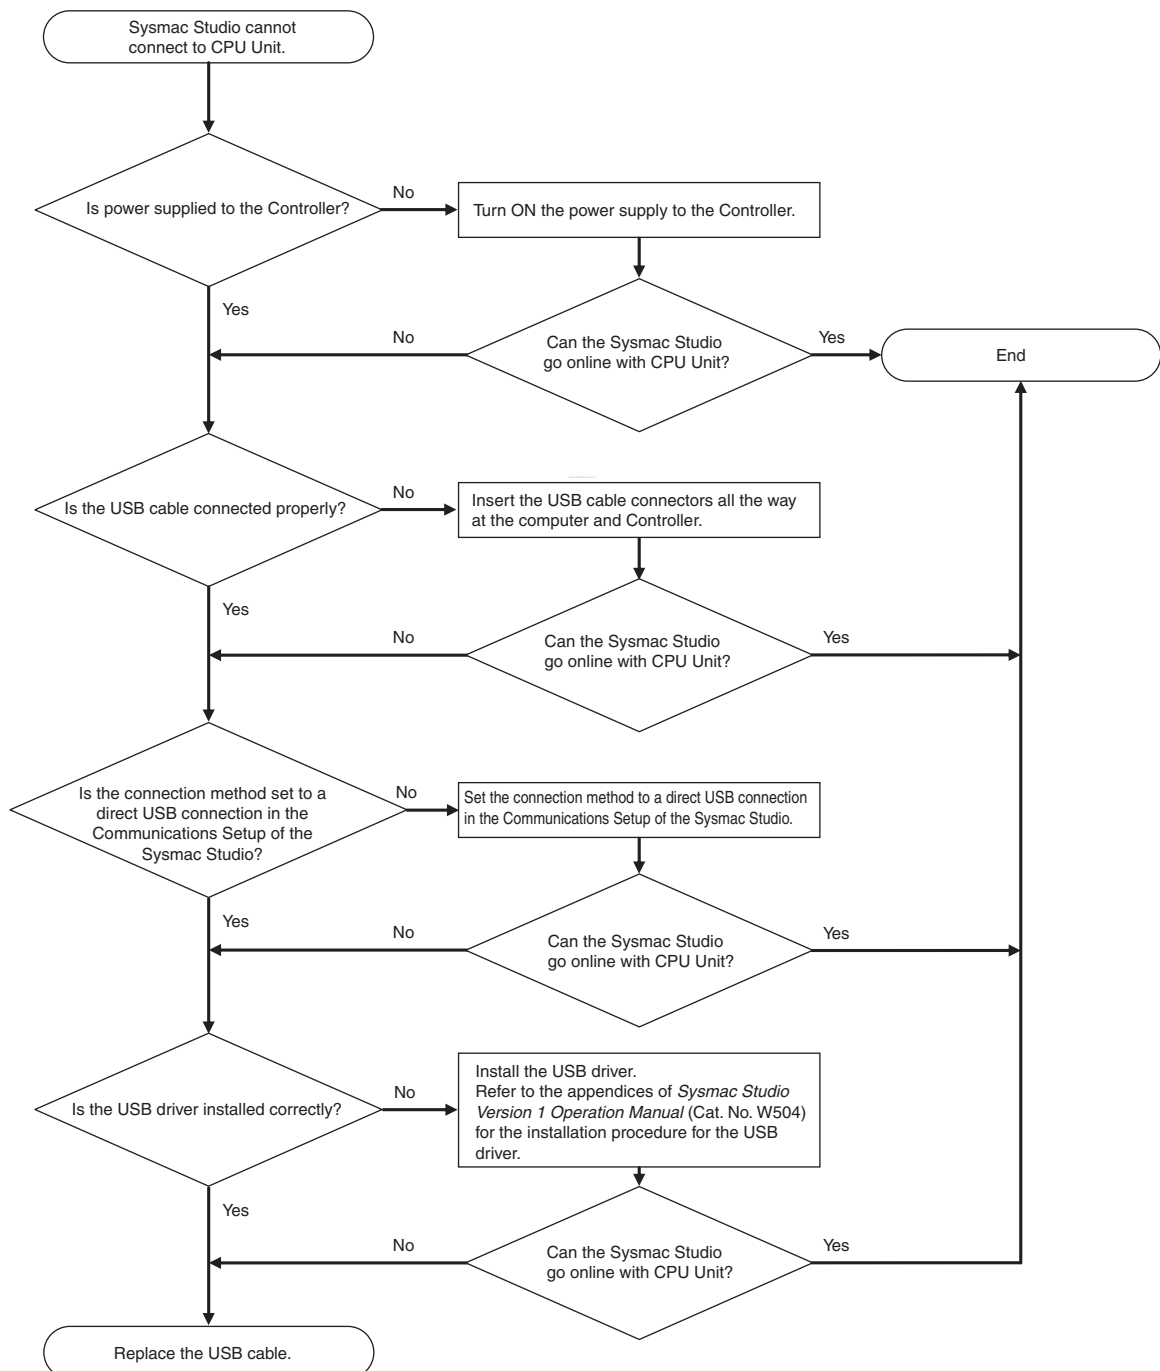 Sysmac Studio cannot
connect to CPU Unit.
Is power supplied to the Controller?
No
Turn ON the power supply to the Controller.
Yes
No
Can the Sysmac Studio
go online with CPU Unit?
Yes
End
Is the USB cable connected properly?
No
Insert the USB cable connectors all the way
at the computer and Controller.
Yes
No
Can the Sysmac Studio
go online with CPU Unit?
Yes
Is the connection method set to a
direct USB connection in the
Communications Setup of the
Sysmac Studio?
No
Set the connection method to a direct USB connection
in the Communications Setup of the Sysmac Studio.
Yes
No
Can the Sysmac Studio
go online with CPU Unit?
Yes
Is the USB driver installed correctly?
No
Install the USB driver.
Refer to the appendices of Sysmac Studio
Version 1 Operation Manual (Cat. No. W504)
for the installation procedure for the USB
driver.
Yes
No
Can the Sysmac Studio
go online with CPU Unit?
Yes
Replace the USB cable.